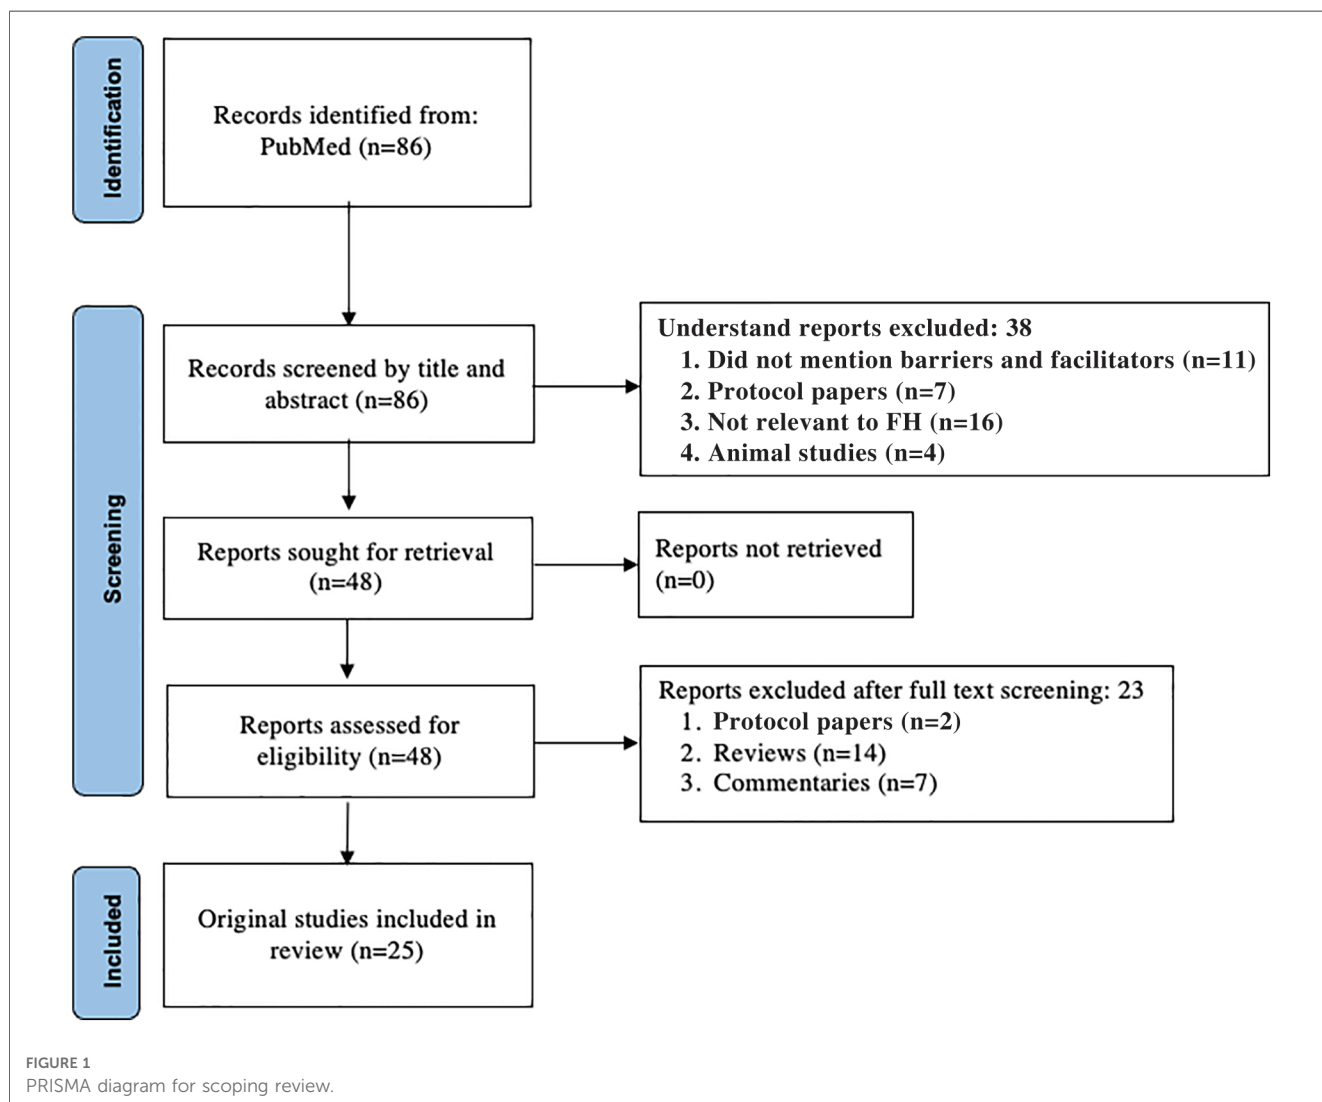 Identification
Records identified from:
PubMed (n=86)
Screening
Records screened by title and
abstract (n=86)
Understand reports excluded: 38
1. Did not mention barriers and facilitators (n=11)
2. Protocol papers (n=7)
3. Not relevant to FH (n=16)
4. Animal studies (n=4)
Reports sought for retrieval
(n=48)
Reports not retrieved
(n=0)
Reports assessed for
eligibility (n=48)
Reports excluded after full text screening: 23
1. Protocol papers (n=2)
2. Reviews (n=14)
3. Commentaries (n=7)
Included
Original studies included in
review (n=25)
FIGURE 1
PRISMA diagram for scoping review.